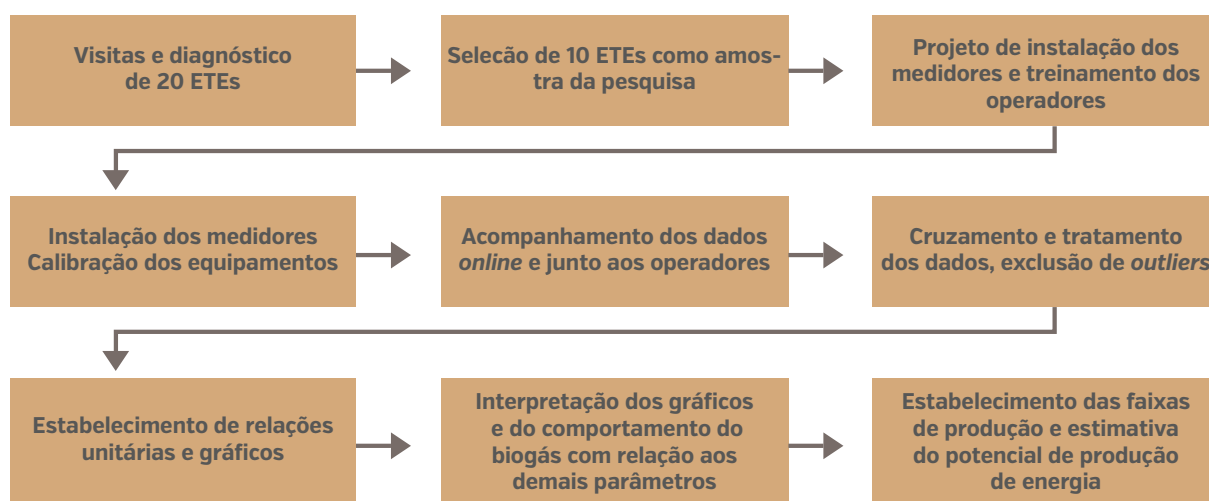 Visitas e diagnóstico
de 20 ETEs
Selecão de 10 ETEs como amos-
tra da pesquisa
Projeto de instalação dos
medidores e treinamento dos
operadores
Instalação dos medidores
Calibração dos equipamentos
Acompanhamento dos dados
online e junto aos operadores
Cruzamento e tratamento
dos dados, exclusão de outliers
Estabelecimento de relações
unitárias e gráficos
Interpretação dos gráficos
e do comportamento do
biogás com relação aos
demais parâmetros
Estabelecimento das faixas
de produção e estimativa
do potencial de produção
de energia